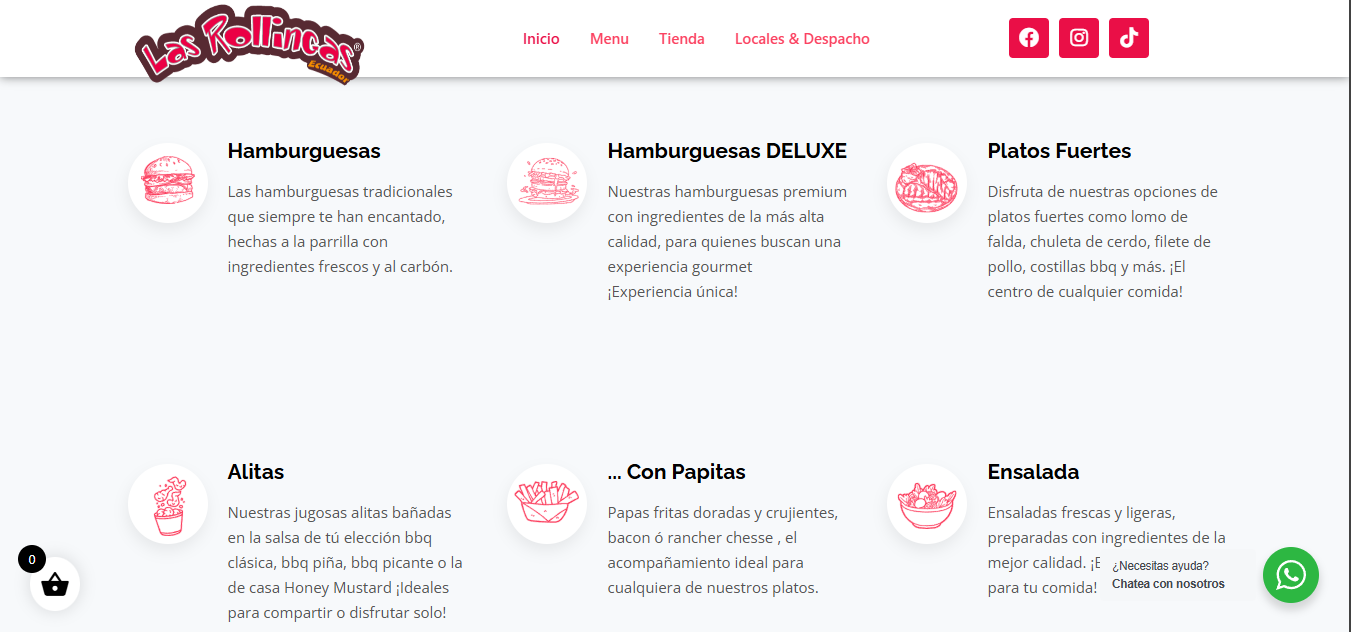 Las Rollingas®
Ecuador
Inicio
Menu
Tienda
Locales & Despacho
Hamburguesas
Las hamburguesas tradicionales
que siempre te han encantado,
hechas a la parrilla con
ingredientes frescos y al carbón.
Hamburguesas DELUXE
Nuestras hamburguesas premium
con ingredientes de la más alta
calidad, para quienes buscan una
experiencia gourmet
¡Experiencia única!
Platos Fuertes
Disfruta de nuestras opciones de
platos fuertes como lomo de
falda, chuleta de cerdo, filete de
pollo, costillas bbq y más. ¡El
centro de cualquier comida!
Alitas
Nuestras jugosas alitas bañadas
en la salsa de tú elección bbq
clásica, bbq piña, bbq picante o la
de casa Honey Mustard ¡Ideales
para compartir o disfrutar solo!
... Con Papitas
Papas fritas doradas y crujientes,
bacon ó rancher chesse , el
acompañamiento ideal para
cualquiera de nuestros platos.
Ensalada
Ensaladas frescas y ligeras,
preparadas con ingredientes de la
mejor calidad.
para tu comida!
0
¿Necesitas ayuda?
Chatea con nosotros